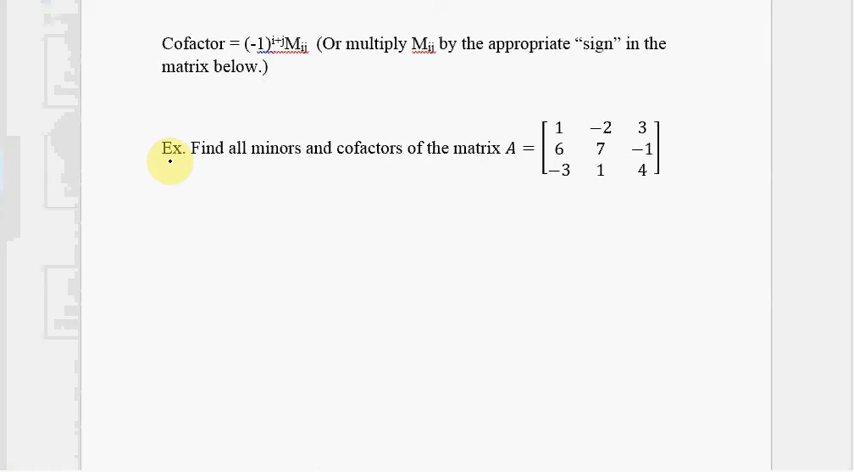 Cofactor = (-1)ⁱ⁺ʲMᵢⱼ (Or multiply Mᵢⱼ by the appropriate “sign” in the
matrix below.)
Ex. Find all minors and cofactors of the matrix A = [1 −2 3
6 7 −1
−3 1 4]